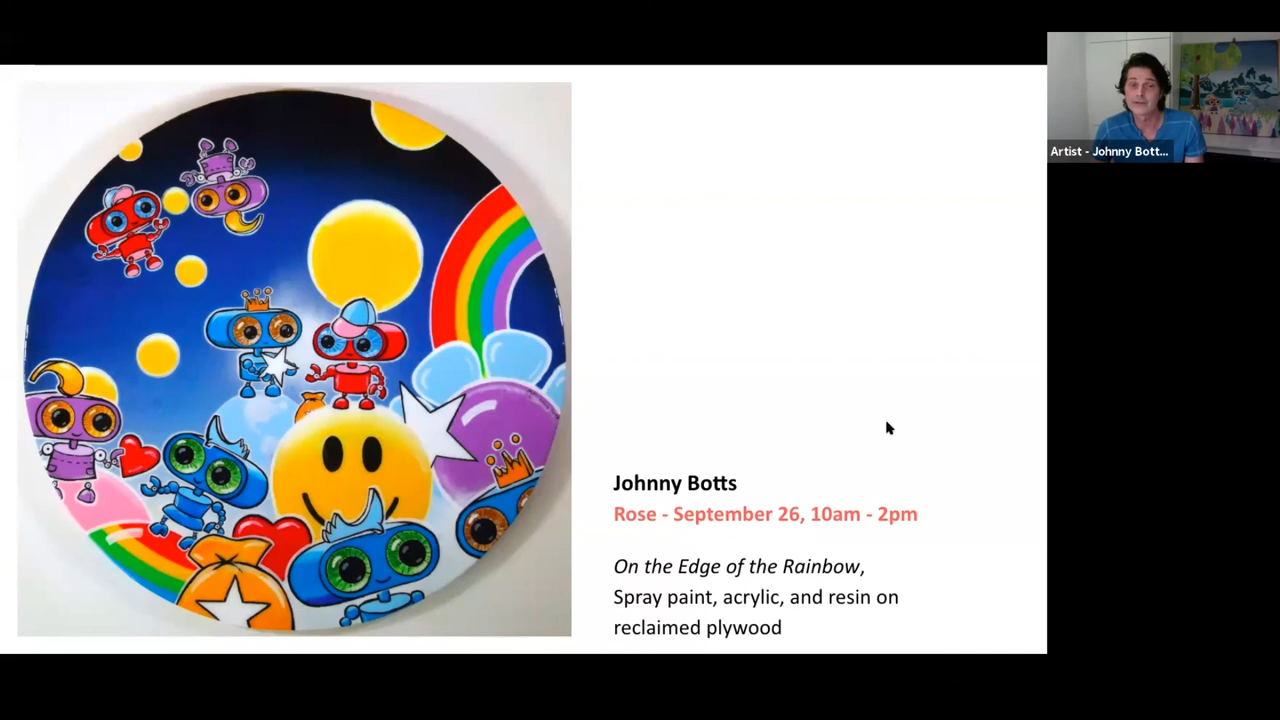 Artist - Johnny Bott...
Johnny Botts
Rose - September 26, 10am - 2pm
On the Edge of the Rainbow,
Spray paint, acrylic, and resin on
reclaimed plywood